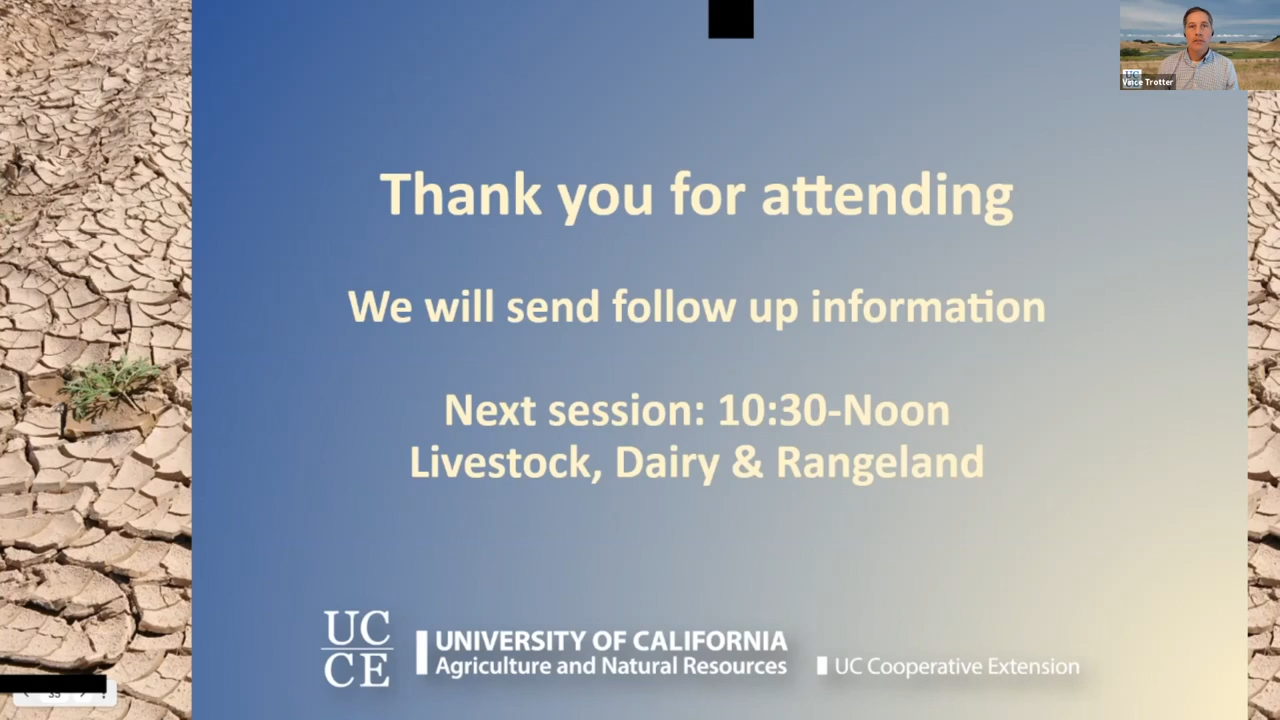 Vince Trotter
Thank you for attending
We will send follow up information
Next session: 10:30-Noon
Livestock, Dairy & Rangeland
UC
CE
UNIVERSITY OF CALIFORNIA
Agriculture and Natural Resources
UC Cooperative Extension